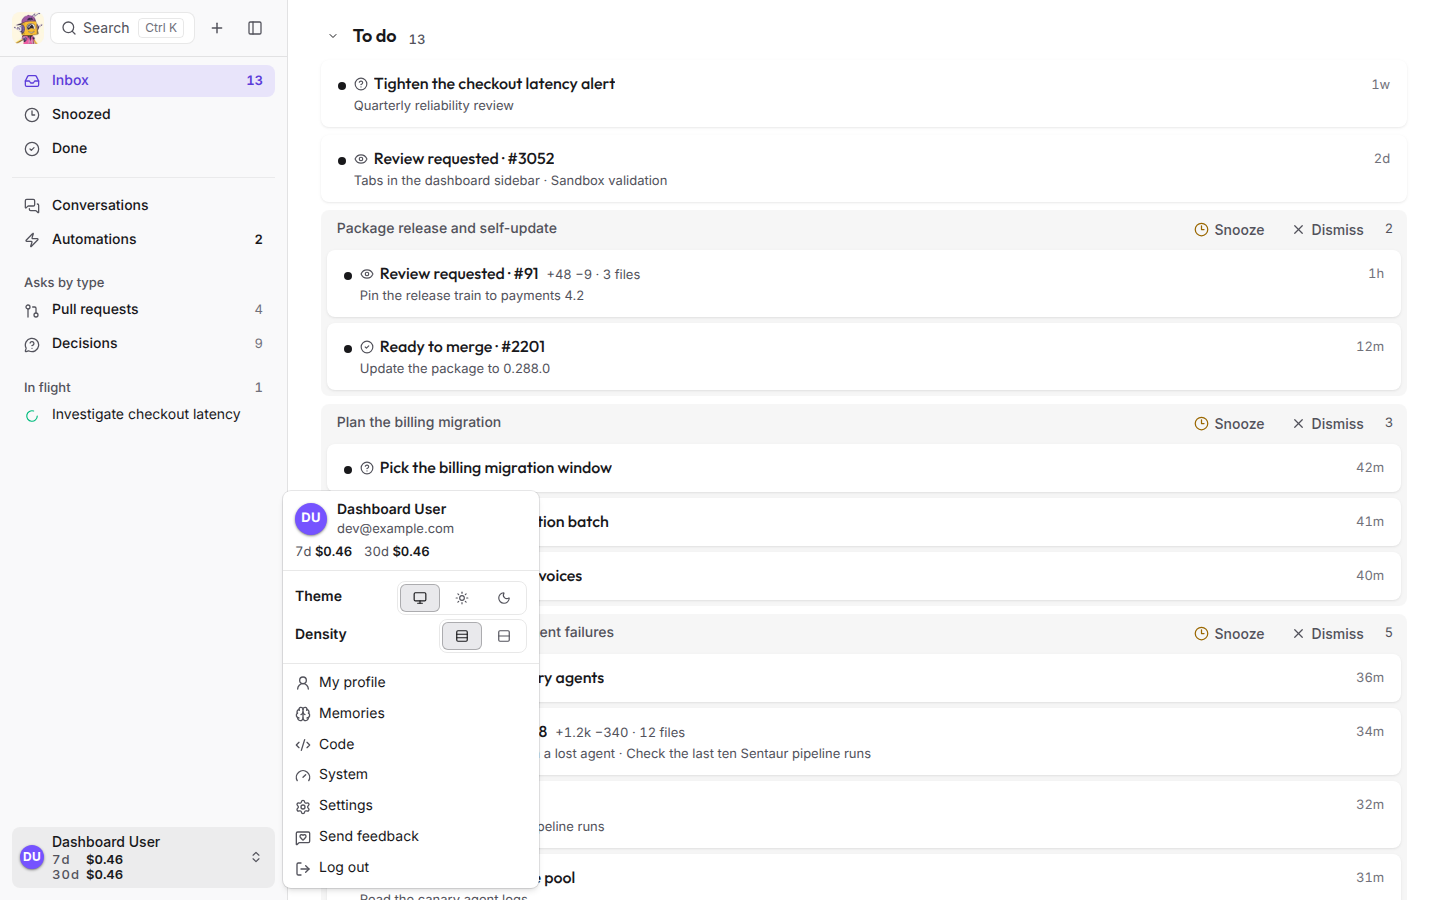 Search Ctrl K
Inbox 13
Snoozed
Done
Conversations
Automations 2
Asks by type
Pull requests 4
Decisions 9
In flight 1
Investigate checkout latency
Dashboard User
DU
7d $0.46
30d $0.46
To do 13
Tighten the checkout latency alert 1w
Quarterly reliability review
Review requested · #3052 2d
Tabs in the dashboard sidebar · Sandbox validation
Package release and self-update Snooze Dismiss 2
Review requested · #91 +48 −9 · 3 files 1h
Pin the release train to payments 4.2
Ready to merge · #2201 12m
Update the package to 0.288.0
Plan the billing migration Snooze Dismiss 3
Pick the billing migration window 42m
batch 41m
40m
failures Snooze Dismiss 5
agents 36m
8 +1.2k −340 · 12 files 34m
a lost agent · Check the last ten Sentaur pipeline runs
32m
runs
pool 31m
Read the canary agent logs
DU
Dashboard User
dev@example.com
7d $0.46 30d $0.46
Theme
Density
My profile
Memories
Code
System
Settings
Send feedback
Log out